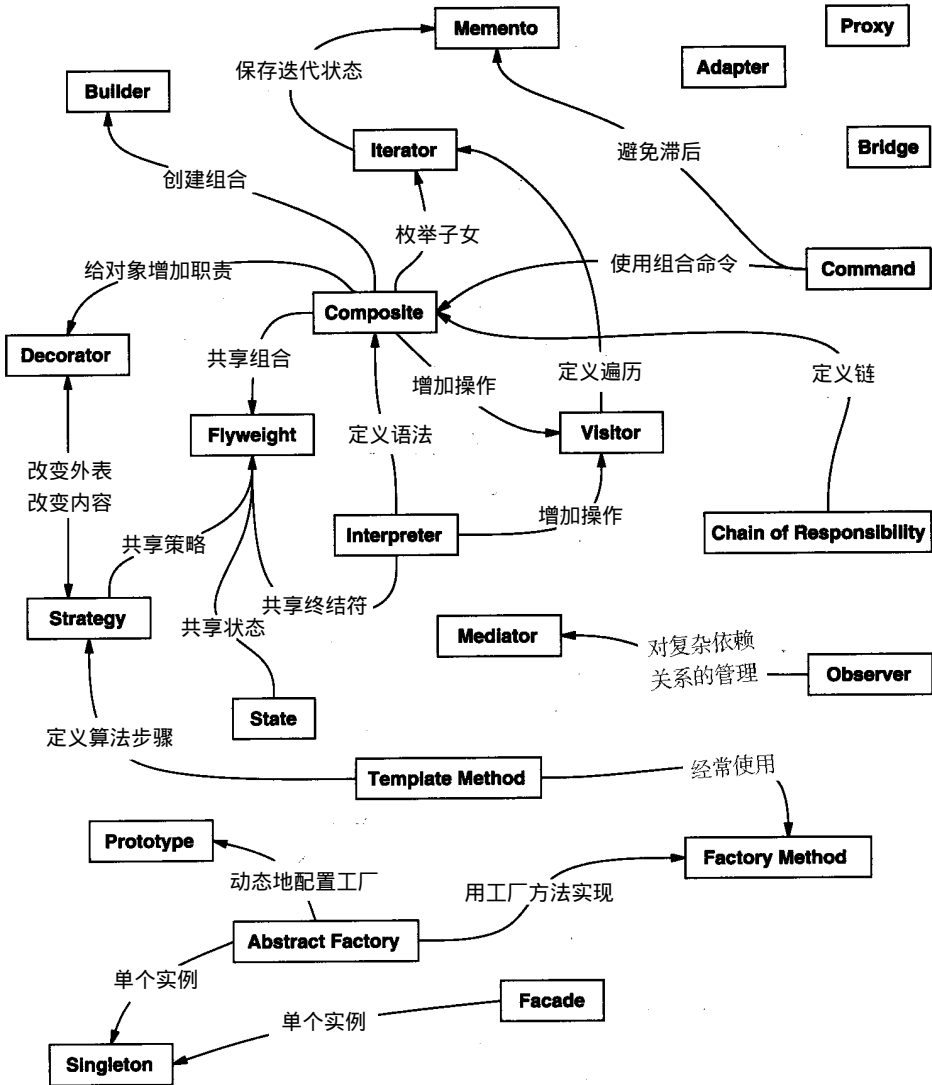 Memento
Proxy
Adapter
保存迭代状态
Builder
Iterator
避免滞后
Bridge
创建组合
枚举子女
给对象增加职责
使用组合命令
Command
Composite
Decorator
共享组合
增加操作
定义遍历
定义链
Flyweight
定义语法
Visitor
改变外表
改变内容
共享策略
Interpreter
增加操作
Chain of Responsibility
Strategy
共享状态
共享终结符
Mediator
对复杂依赖
关系的管理
Observer
State
定义算法步骤
Template Method
经常使用
Prototype
Factory Method
动态地配置工厂
用工厂方法实现
Abstract Factory
单个实例
Facade
单个实例
Singleton